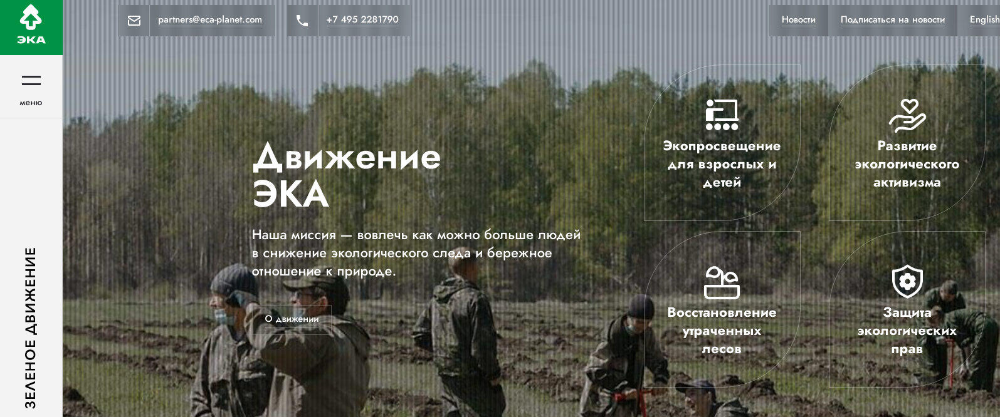 partners@eca-planet.com
+7 495 2281790
Новости
Подписаться на новости
English
ЭКА
меню
ЗЕЛЕНОЕ ДВИЖЕНИЕ
Движение
ЭКА
Наша миссия — вовлечь как можно больше людей
в снижение экологического следа и бережное
отношение к природе.
О движении
Экопросвещение
для взрослых и
детей
Развитие
экологического
активизма
Восстановление
утраченных
лесов
Защита
экологических
прав